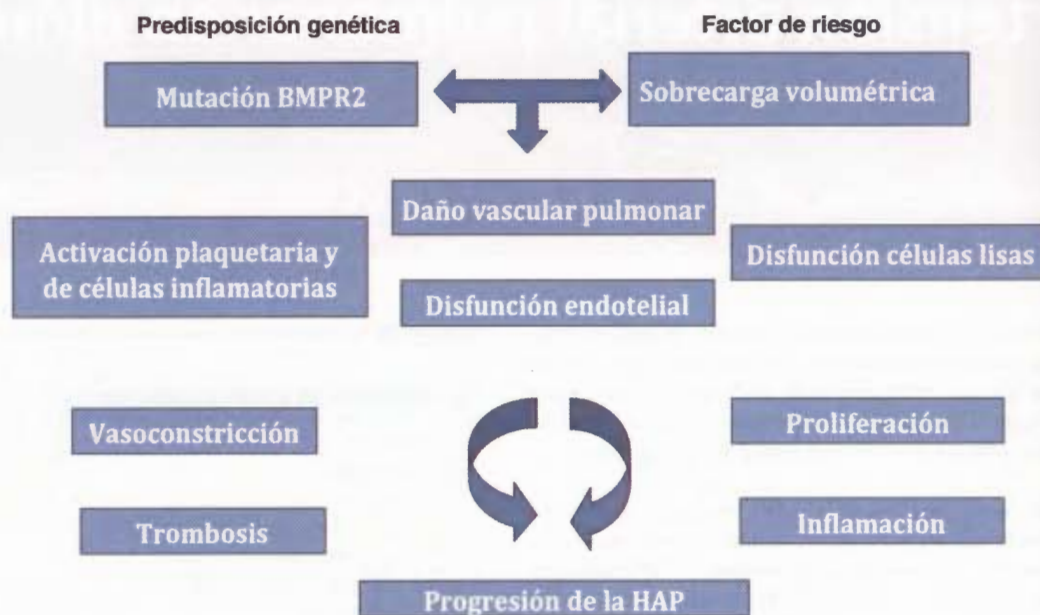 Predisposición genética
Factor de riesgo
Mutación BMPR2
Sobrecarga volumétrica
Daño vascular pulmonar
Activación plaquetaria y
de células inflamatorias
Disfunción células lisas
Disfunción endotelial
Vasoconstricción
Proliferación
Trombosis
Inflamación
Progresión de la HAP